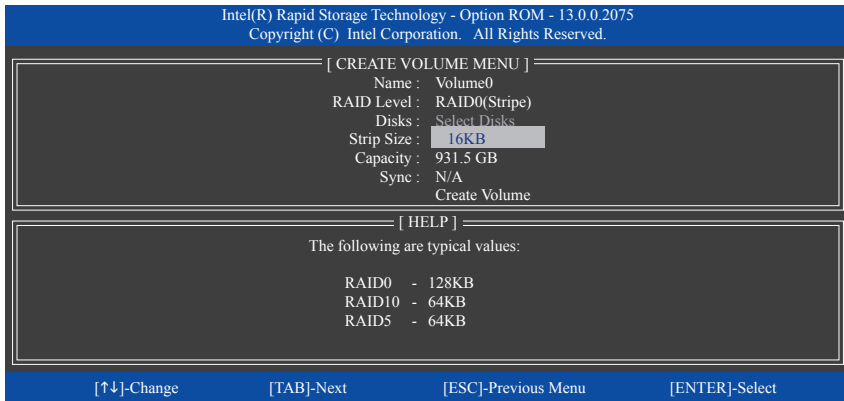 Intel(R) Rapid Storage Technology - Option ROM - 13.0.0.2075
Copyright (C) Intel Corporation. All Rights Reserved.
[ CREATE VOLUME MENU ]
Name : Volume0
RAID Level : RAID0(Stripe)
Disks : Select Disks
Strip Size : 16KB
Capacity : 931.5 GB
Sync : N/A
Create Volume
[ HELP ]
The following are typical values:
RAID0 - 128KB
RAID10 - 64KB
RAID5 - 64KB
[↑↓]-Change [TAB]-Next [ESC]-Previous Menu [ENTER]-Select